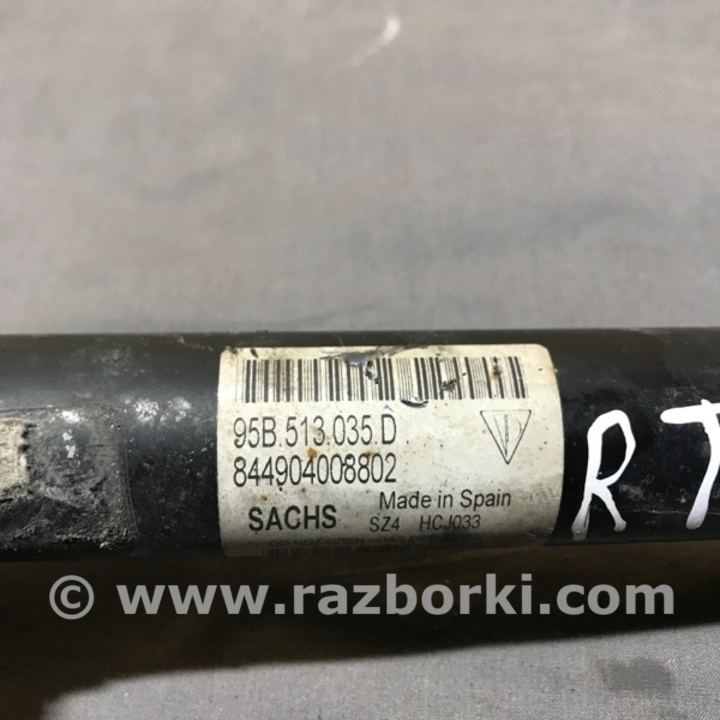 95B.513.035.D
844904008802
Made in Spain
SACHS SZ4 HCJ033
RT
© www.razborki.com